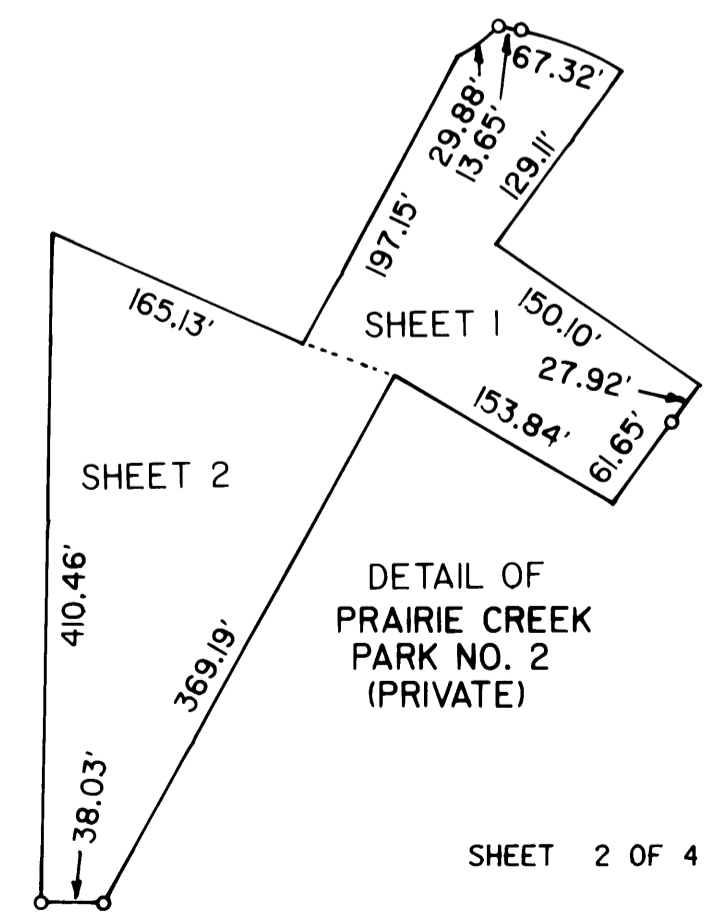 67.32'
29.88'
13.65'
129.11'
197.15'
165.13'
SHEET 1
150.10'
27.92'
153.84'
61.65'
SHEET 2
410.46'
369.19'
38.03'
DETAIL OF
PRAIRIE CREEK
PARK NO. 2
(PRIVATE)
SHEET 2 OF 4